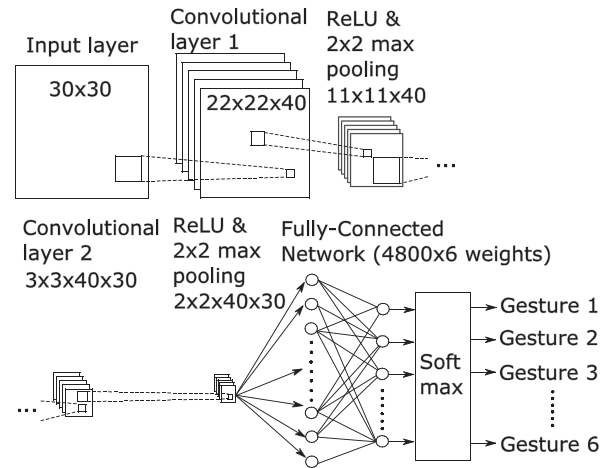 Input layer
30x30
Convolutional
layer 1
22x22x40
ReLU &
2x2 max
pooling
11x11x40
...
Convolutional
layer 2
3x3x40x30
ReLU &
2x2 max
pooling
2x2x40x30
Fully-Connected
Network (4800x6 weights)
...
Soft
max
Gesture 1
Gesture 2
Gesture 3
Gesture 6